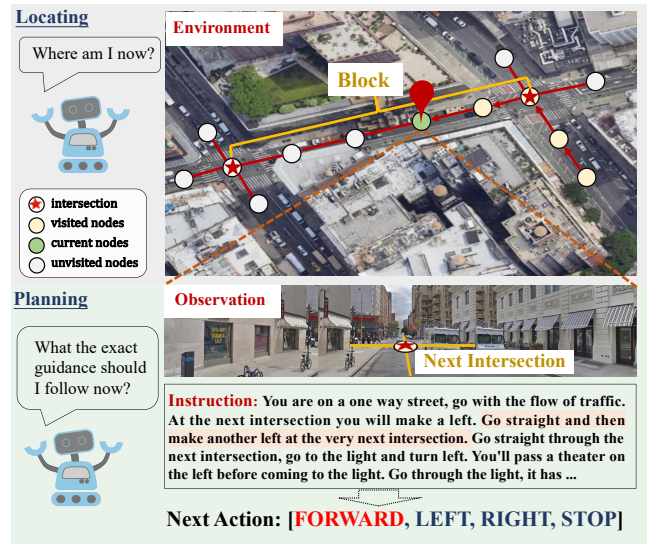 Locating
Where am I now?
Environment
Block
intersection
visited nodes
current nodes
unvisited nodes
Planning
What the exact
guidance should
I follow now?
Observation
Next Intersection
Instruction: You are on a one way street, go with the flow of traffic.
At the next intersection you will make a left. Go straight and then
make another left at the very next intersection. Go straight through the
next intersection, go to the light and turn left. You'll pass a theater on
the left before coming to the light. Go through the light, it has ...
Next Action: [FORWARD, LEFT, RIGHT, STOP]